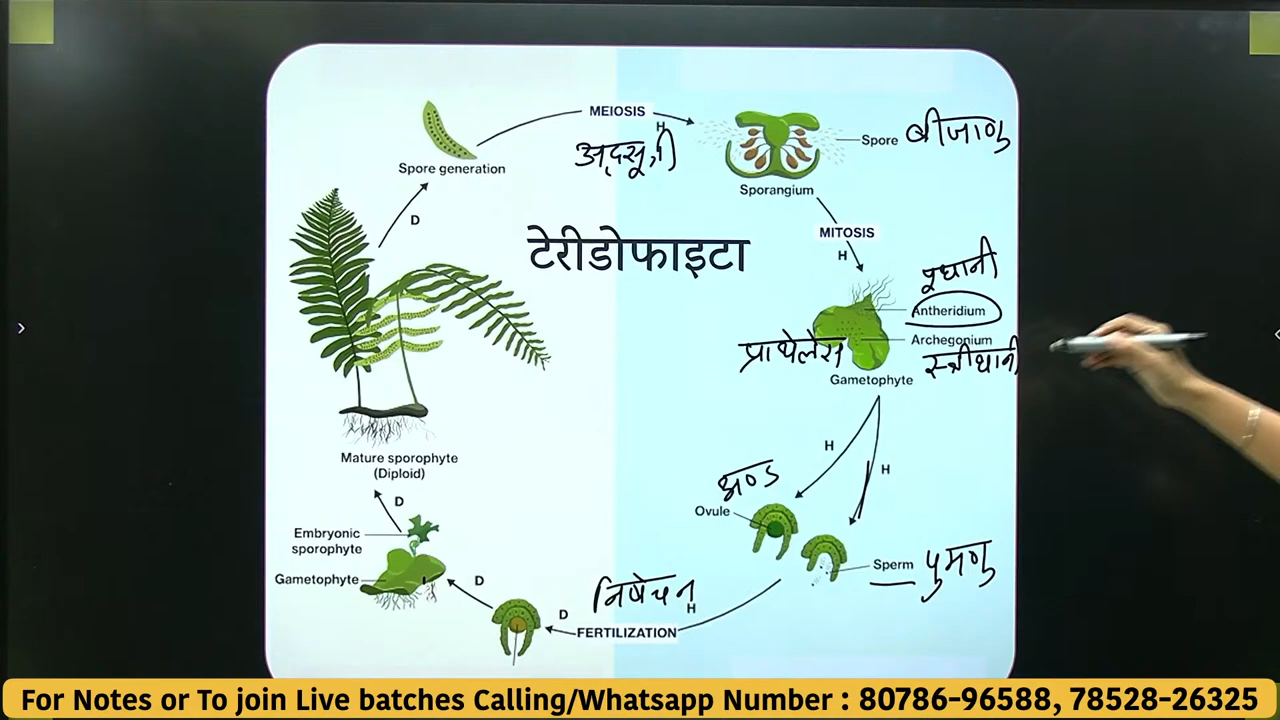 MEIOSIS
H
अर्द्धसूत्री
Spore generation
Spore बीजाणु
Sporangium
D
MITOSIS
H
टेरीडोफाइटा
पुंधानी
Antheridium
Archegonium
प्राथेलैस
स्त्रीधानी
Gametophyte
H
H
Mature sporophyte
(Diploid)
अण्ड
Ovule
D
Embryonic
sporophyte
Sperm पुमणु
Gametophyte
D
निषेचन
H
D
FERTILIZATION
For Notes or To join Live batches Calling/Whatsapp Number : 80786-96588, 78528-26325